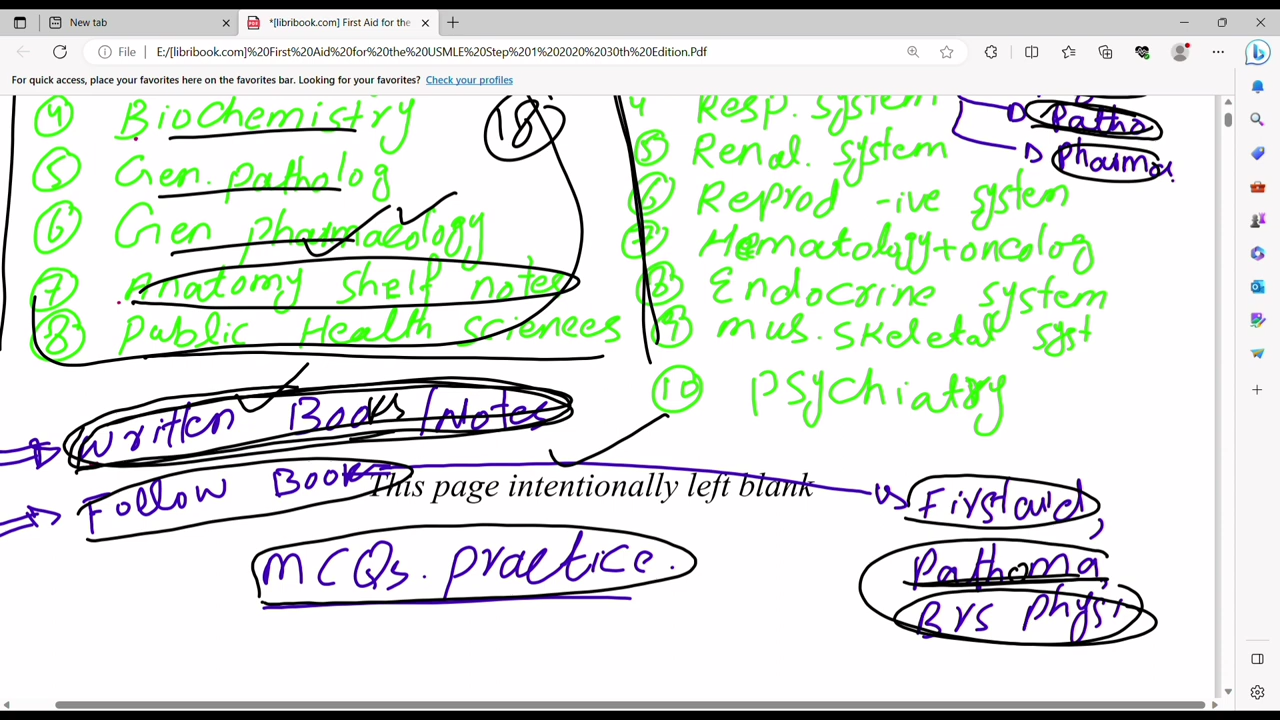 New tab
*[libribook.com] First Aid for the
File E:/[libribook.com]%20First%20Aid%20for%20the%20USMLE%20Step%201%202020%2030th%20Edition.Pdf
For quick access, place your favorites here on the favorites bar. Looking for your favorites? Check your profiles
4 Biochemistry
5 Gen. patholog
6 Gen pharmacology
7 Anatomy shelf notes
8 Public Health sciences
18
4 Resp. system
5 Renal. system
6 Reprod -ive system
7 Hematology+oncolog
8 Endocrine system
9 mus. skeletal syst
10 psychiatry
Patho
pharma
Written Books/Notes
Follow Book
This page intentionally left blank
MCQs. practice.
First aid,
Pathoma,
BRS physi